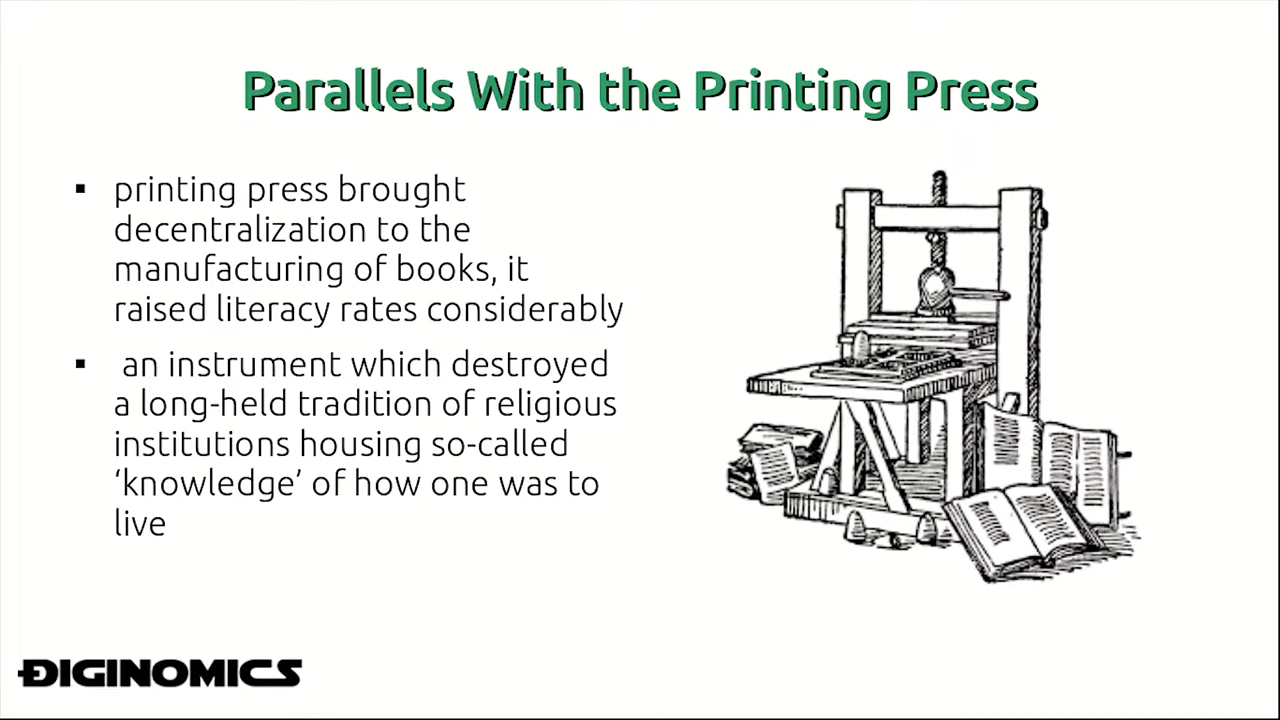 Parallels With the Printing Press
▪ printing press brought
decentralization to the
manufacturing of books, it
raised literacy rates considerably
▪ an instrument which destroyed
a long-held tradition of religious
institutions housing so-called
‘knowledge’ of how one was to
live
ĐIGINOMICS